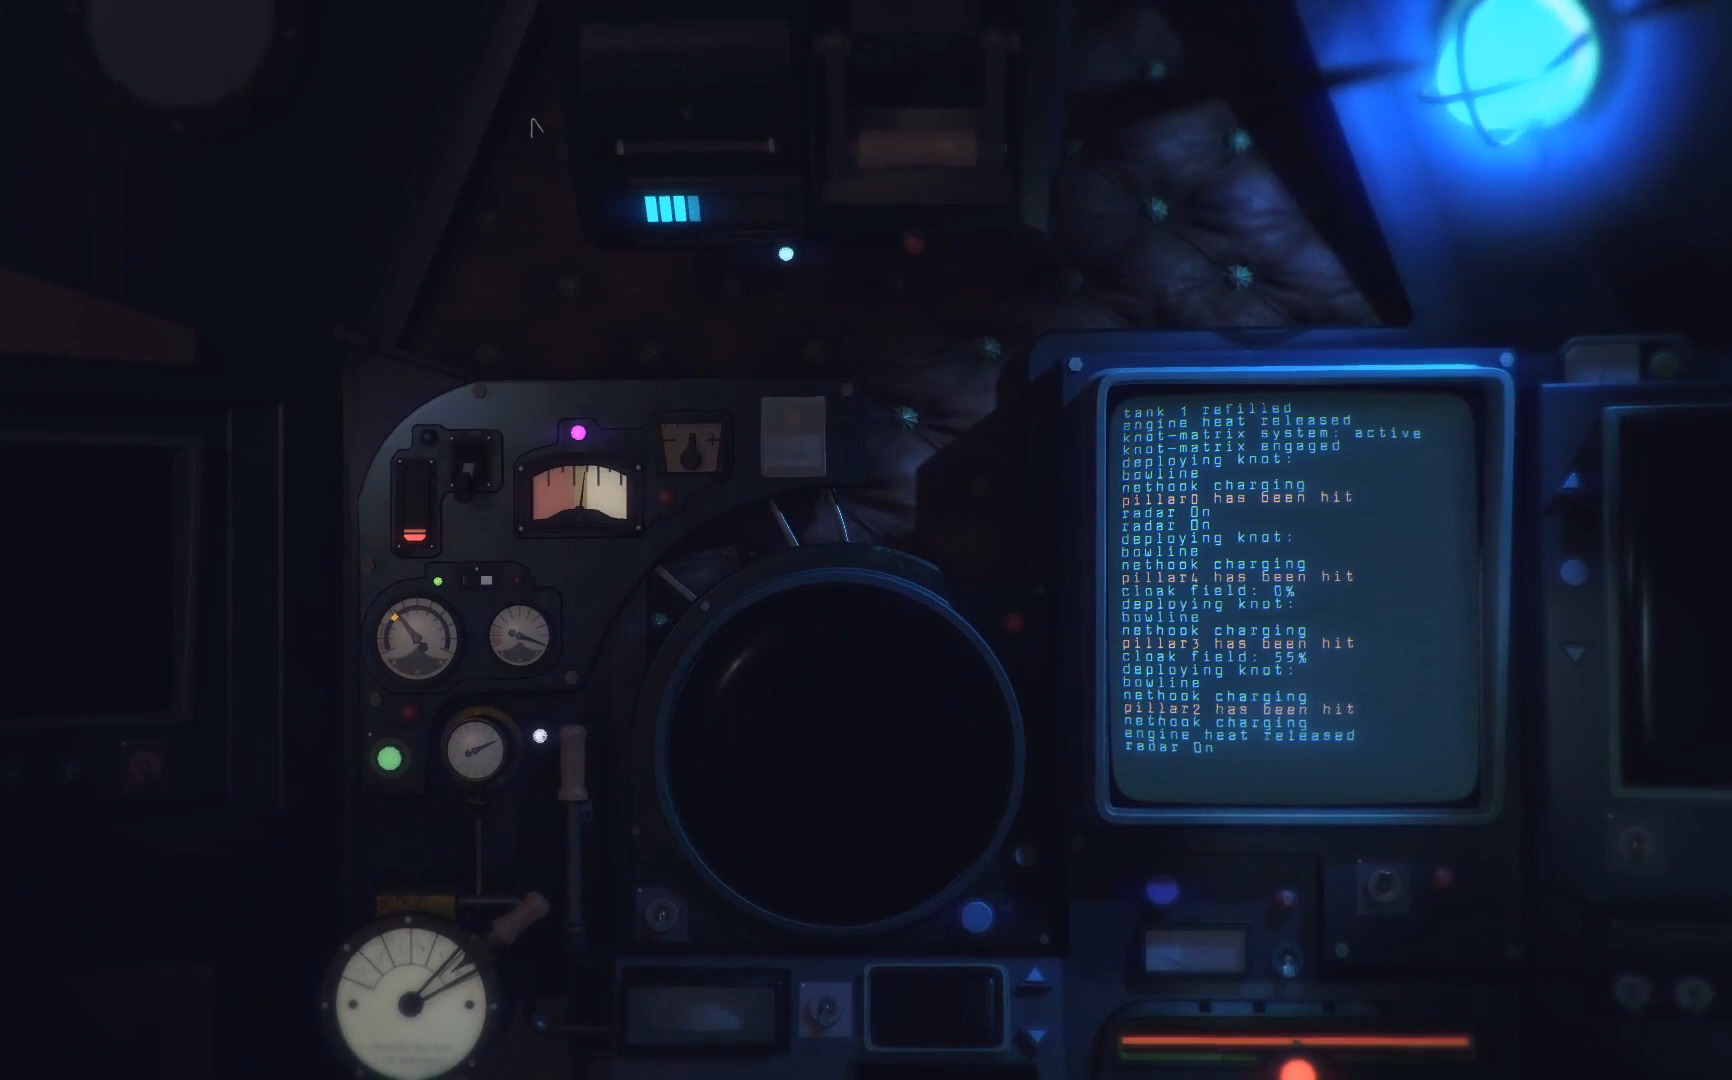 tank 1 refilled
engine heat released
knot-matrix system: active
knot-matrix engaged
deploying knot:
bowline
nethook charging
pillar0 has been hit
radar On
radar On
deploying knot:
bowline
nethook charging
pillar4 has been hit
cloak field: 0%
deploying knot:
bowline
nethook charging
pillar3 has been hit
cloak field: 55%
deploying knot:
bowline
nethook charging
pillar2 has been hit
nethook charging
engine heat released
radar On